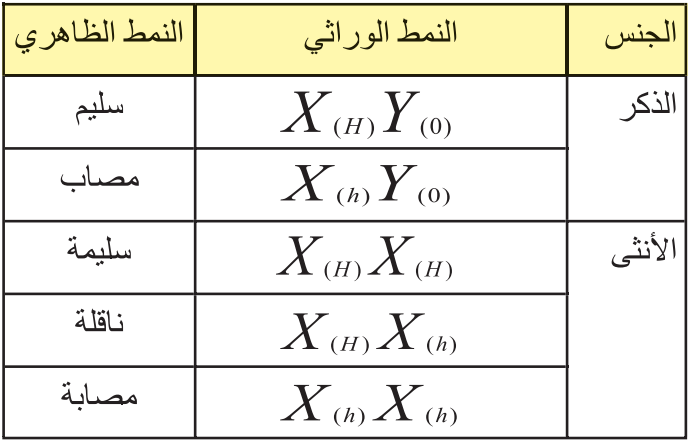 الجنس النمط الوراثي النمط الظاهري
الذكر X (H) Y (0) سليم
X (h) Y (0) مصاب
الأنثى X (H) X (H) سليمة
X (H) X (h) ناقلة
X (h) X (h) مصابة